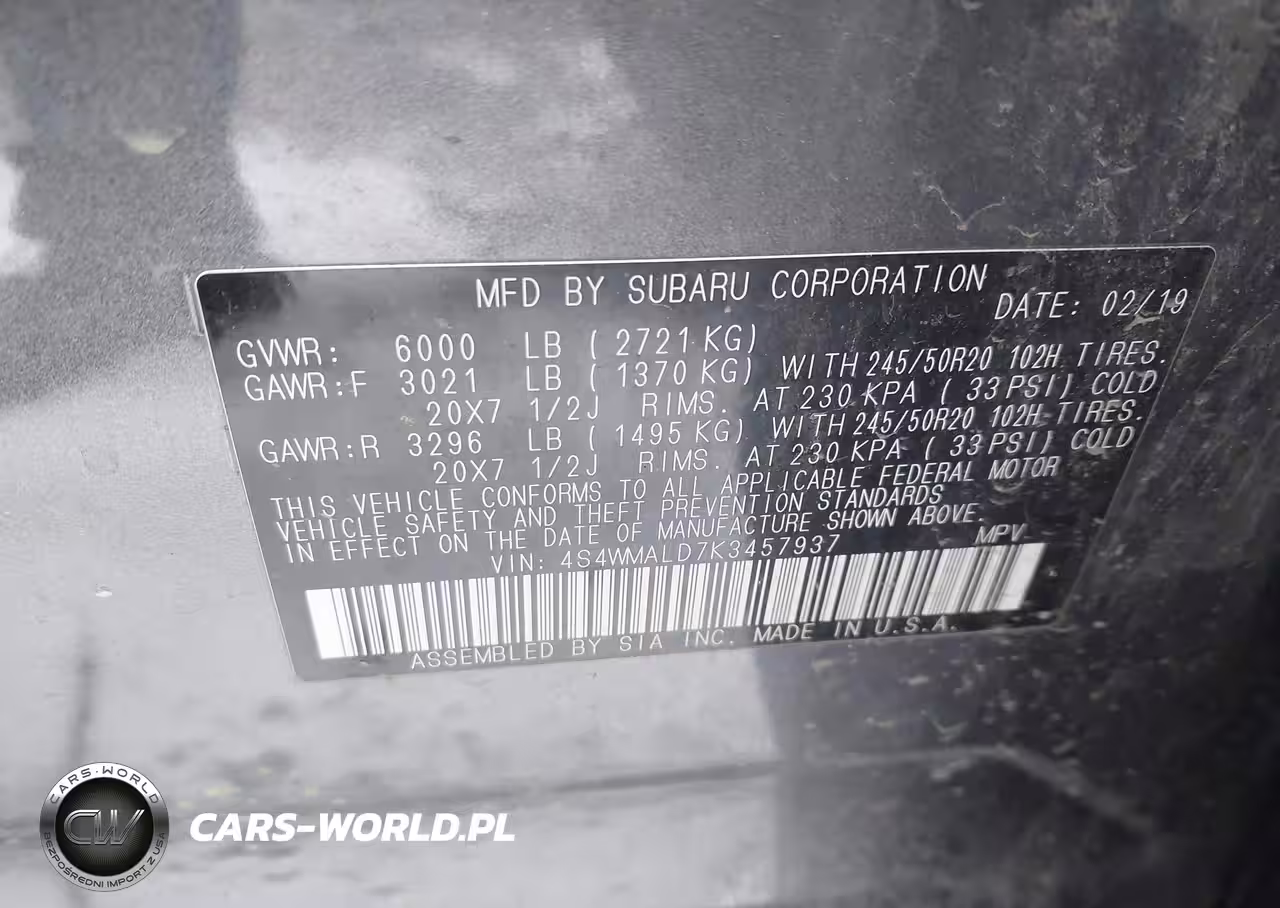 MFD BY SUBARU CORPORATION
DATE: 02/19
GVWR: 6000 LB ( 2721 KG)
GAWR:F 3021 LB ( 1370 KG) WITH 245/50R20 102H TIRES.
20X7 1/2J RIMS. AT 230 KPA ( 33 PSI) COLD
GAWR:R 3296 LB ( 1495 KG) WITH 245/50R20 102H TIRES.
20X7 1/2J RIMS. AT 230 KPA ( 33 PSI) COLD
THIS VEHICLE CONFORMS TO ALL APPLICABLE FEDERAL MOTOR
VEHICLE SAFETY AND THEFT PREVENTION STANDARDS
IN EFFECT ON THE DATE OF MANUFACTURE SHOWN ABOVE.
VIN: 4S4WMALD7K3457937 MPV
ASSEMBLED BY SIA INC. MADE IN U.S.A.
CARS-WORLD
CW
BEZPOŚREDNI IMPORT Z USA
CARS-WORLD.PL